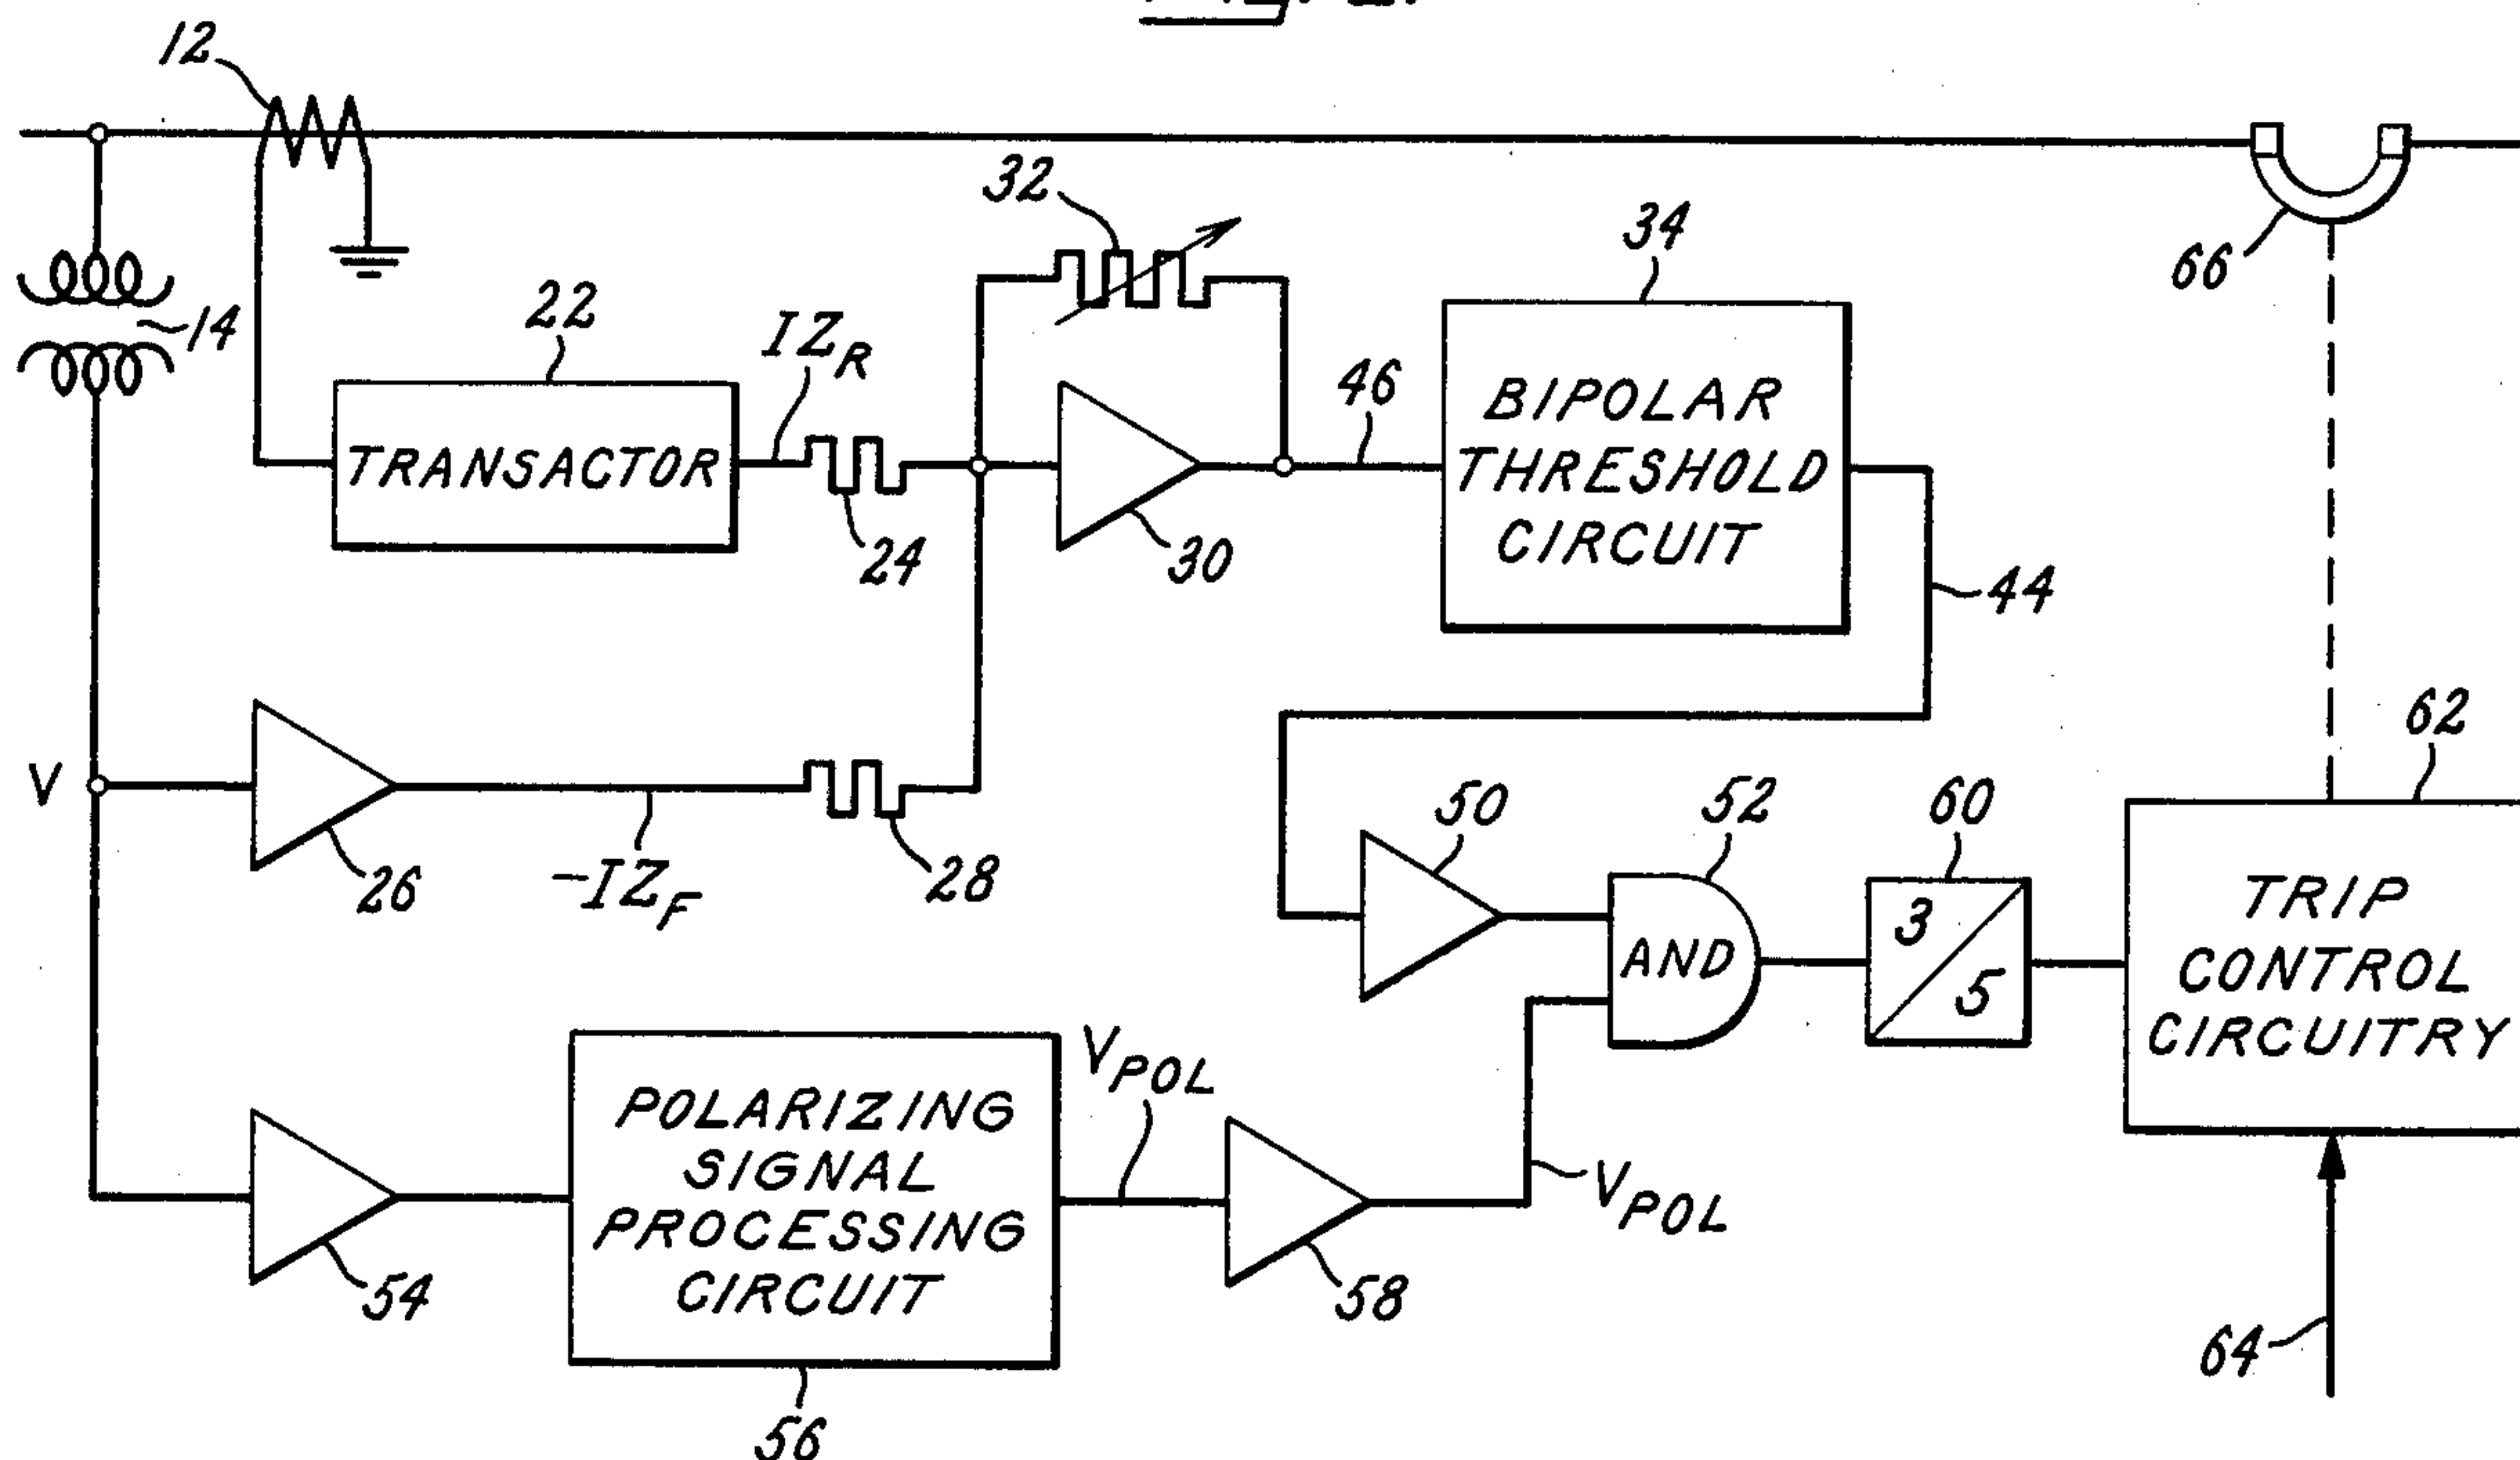 12
32
34
66
14
22
IZR
46
TRANSACTOR
BIPOLAR
THRESHOLD
CIRCUIT
24
30
44
62
V
26
-IZF
28
50
52
60
AND
3
5
TRIP
CONTROL
CIRCUITRY
POLARIZING
SIGNAL
PROCESSING
CIRCUIT
VPOL
VPOL
54
58
64
56